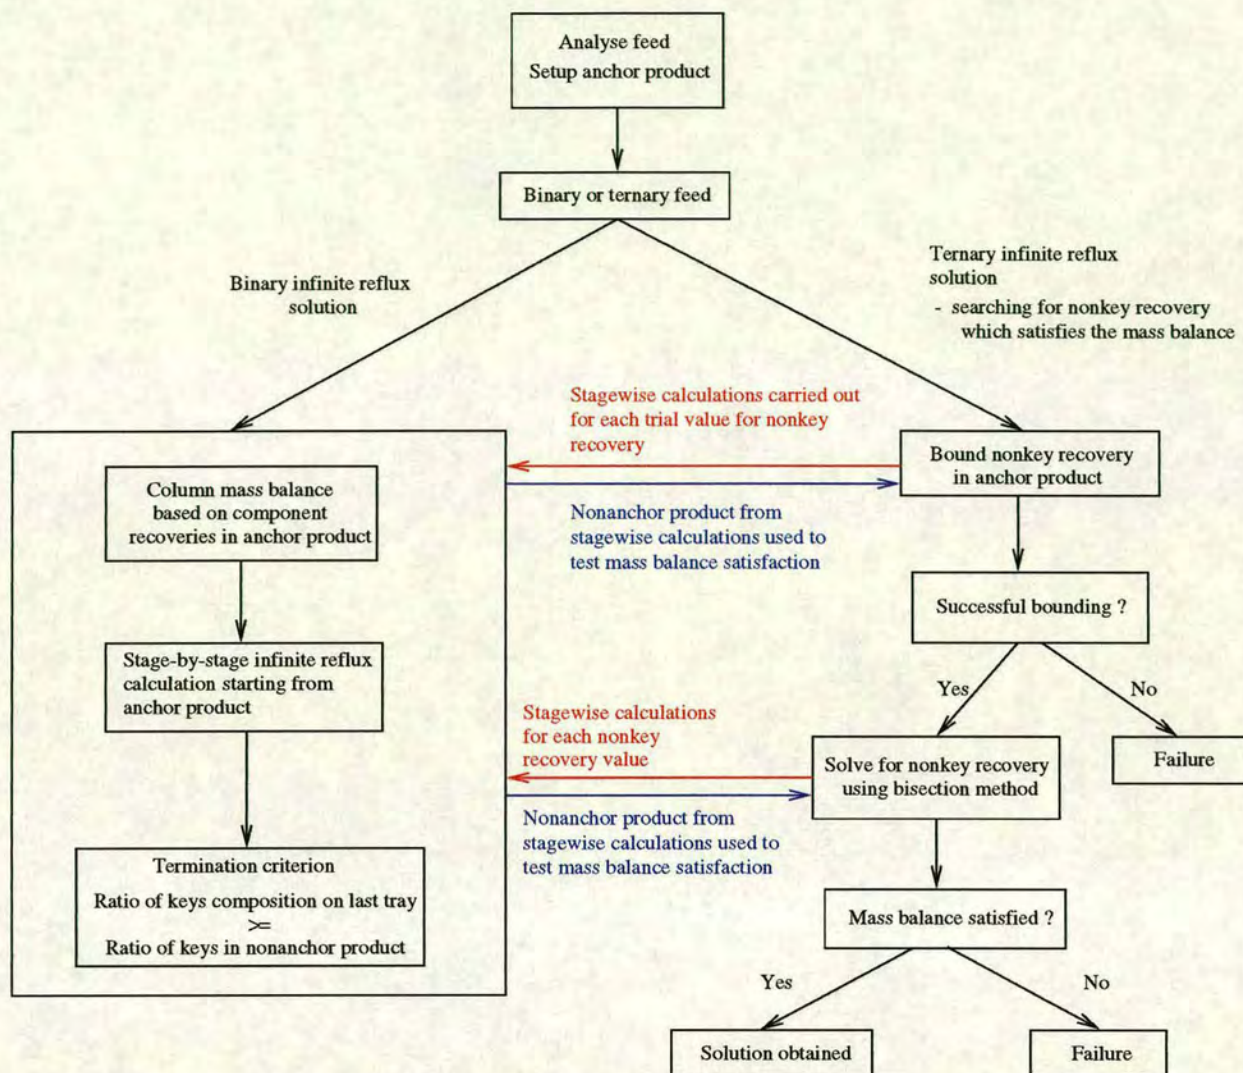 Analyse feed
Setup anchor product
Binary or ternary feed
Binary infinite reflux
solution
Ternary infinite reflux
solution
- searching for nonkey recovery
which satisfies the mass balance
Stagewise calculations carried out
for each trial value for nonkey
recovery
Bound nonkey recovery
in anchor product
Column mass balance
based on component
recoveries in anchor product
Nonanchor product from
stagewise calculations used to
test mass balance satisfaction
Successful bounding ?
Stage-by-stage infinite reflux
calculation starting from
anchor product
Yes
No
Stagewise calculations
for each nonkey
recovery value
Solve for nonkey recovery
using bisection method
Failure
Nonanchor product from
stagewise calculations used to
test mass balance satisfaction
Termination criterion
Ratio of keys composition on last tray
>=
Ratio of keys in nonanchor product
Mass balance satisfied ?
Yes
No
Solution obtained
Failure